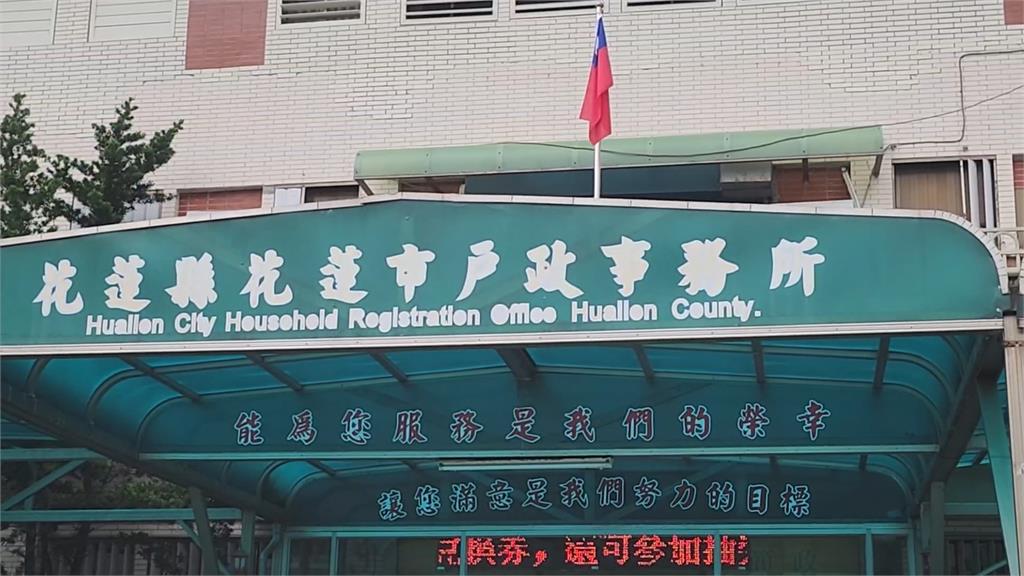 花蓮縣花蓮市戶政事務所
Hualien City Household Registration Office Hualien County.
能為您服務是我們的榮幸
讓您滿意是我們努力的目標
換券，還可參加抽